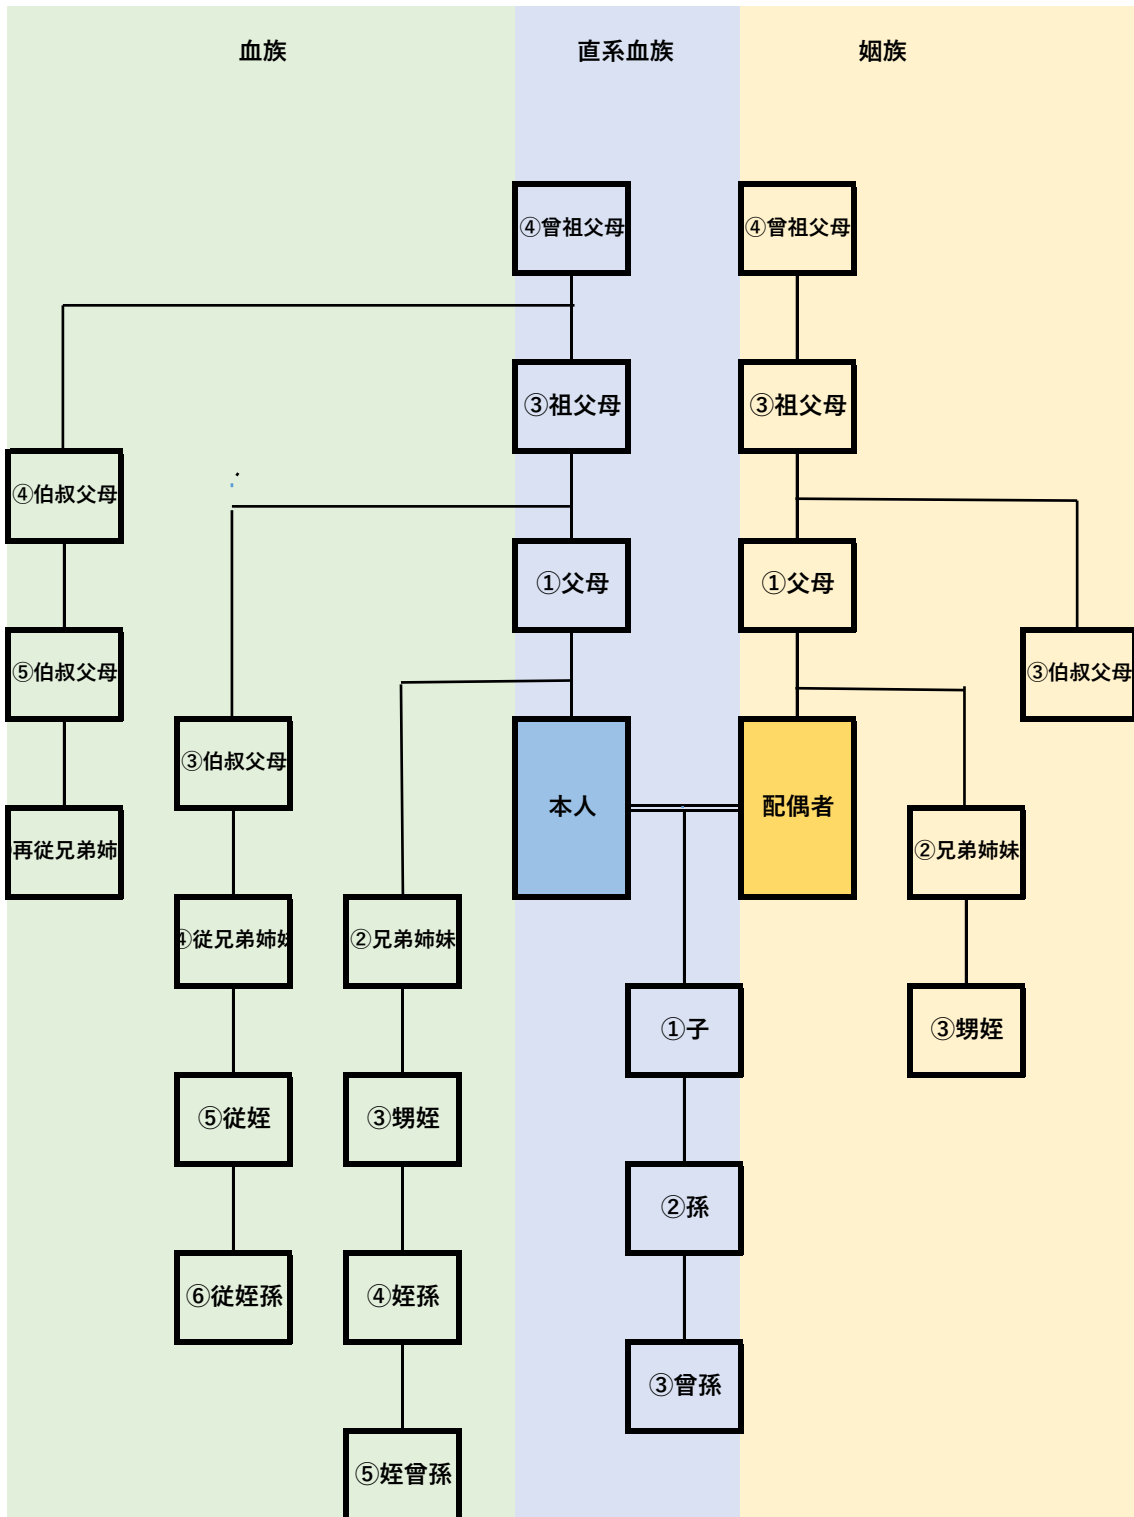 血族
直系血族
姻族
④曾祖父母
④曾祖父母
③祖父母
③祖父母
④伯叔父母
①父母
①父母
⑤伯叔父母
③伯叔父母
③伯叔父母
本人
配偶者
再従兄弟姉
②兄弟姉妹
④従兄弟姉妹
②兄弟姉妹
①子
③甥姪
⑤従姪
③甥姪
②孫
⑥従姪孫
④姪孫
③曾孫
⑤姪曾孫